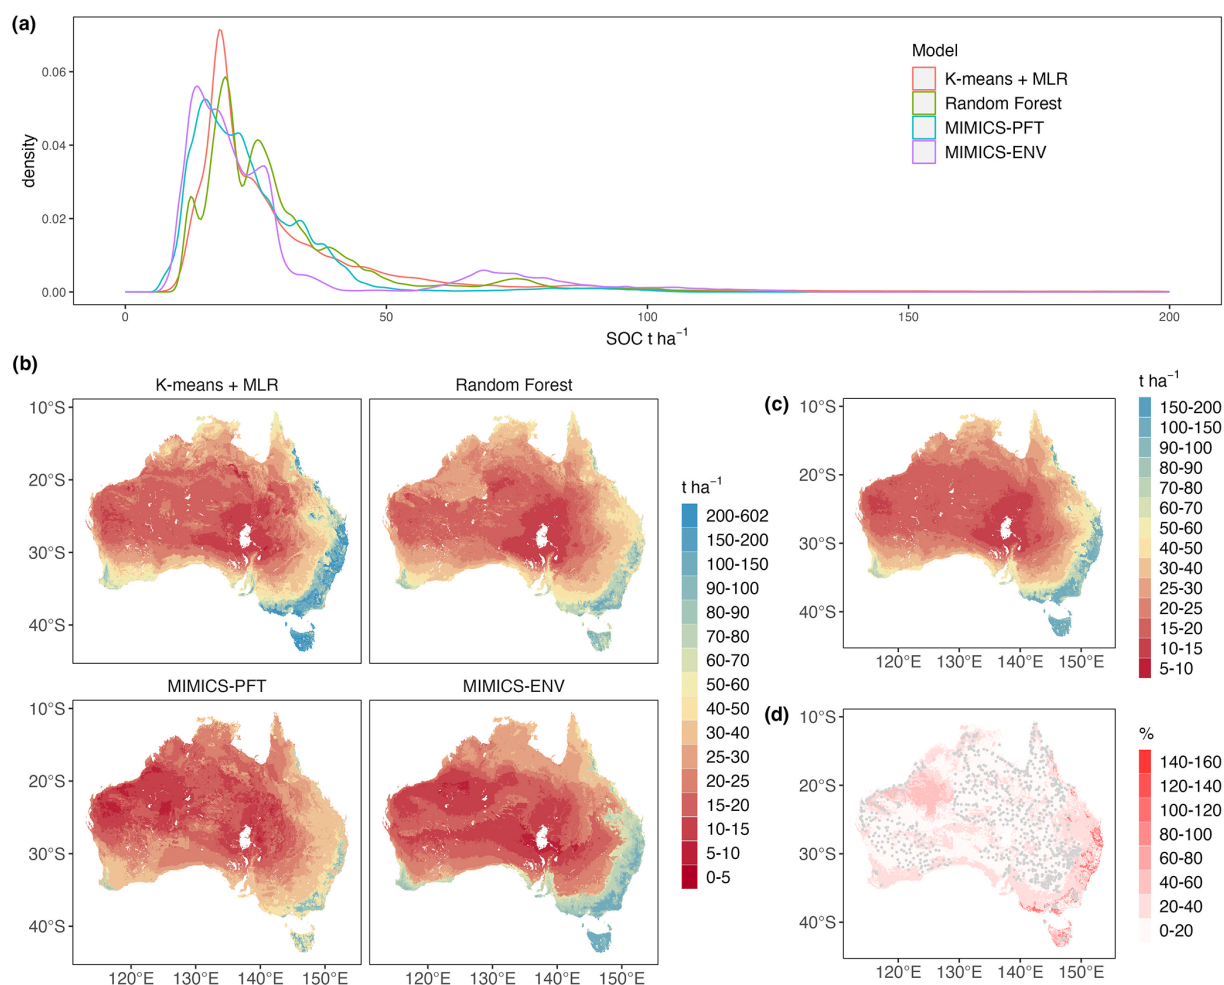 (a)
density
0.06
0.04
0.02
0.00
0
50
100
150
200
SOC t ha⁻¹
Model
K-means + MLR
Random Forest
MIMICS-PFT
MIMICS-ENV
(b)
K-means + MLR
Random Forest
10°S
20°S
30°S
40°S
MIMICS-PFT
MIMICS-ENV
10°S
20°S
30°S
40°S
120°E 130°E 140°E 150°E
120°E 130°E 140°E 150°E
t ha⁻¹
200-602
150-200
100-150
90-100
80-90
70-80
60-70
50-60
40-50
30-40
25-30
20-25
15-20
10-15
5-10
0-5
(c)
10°S
20°S
30°S
40°S
120°E 130°E 140°E 150°E
t ha⁻¹
150-200
100-150
90-100
80-90
70-80
60-70
50-60
40-50
30-40
25-30
20-25
15-20
10-15
5-10
(d)
10°S
20°S
30°S
40°S
120°E 130°E 140°E 150°E
%
140-160
120-140
100-120
80-100
60-80
40-60
20-40
0-20